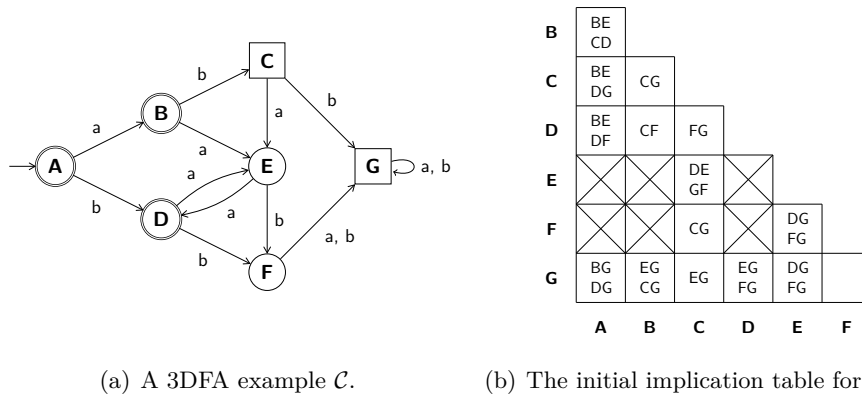 A
B
C
D
E
F
G
a
b
b
a
a
b
a
a
b
b
a, b
a, b
B
BE
CD
C
BE
DG
CG
D
BE
DF
CF
FG
E
DE
GF
F
CG
DG
FG
G
BG
DG
EG
CG
EG
EG
FG
DG
FG
A B C D E F
(a) A 3DFA example C.
(b) The initial implication table for